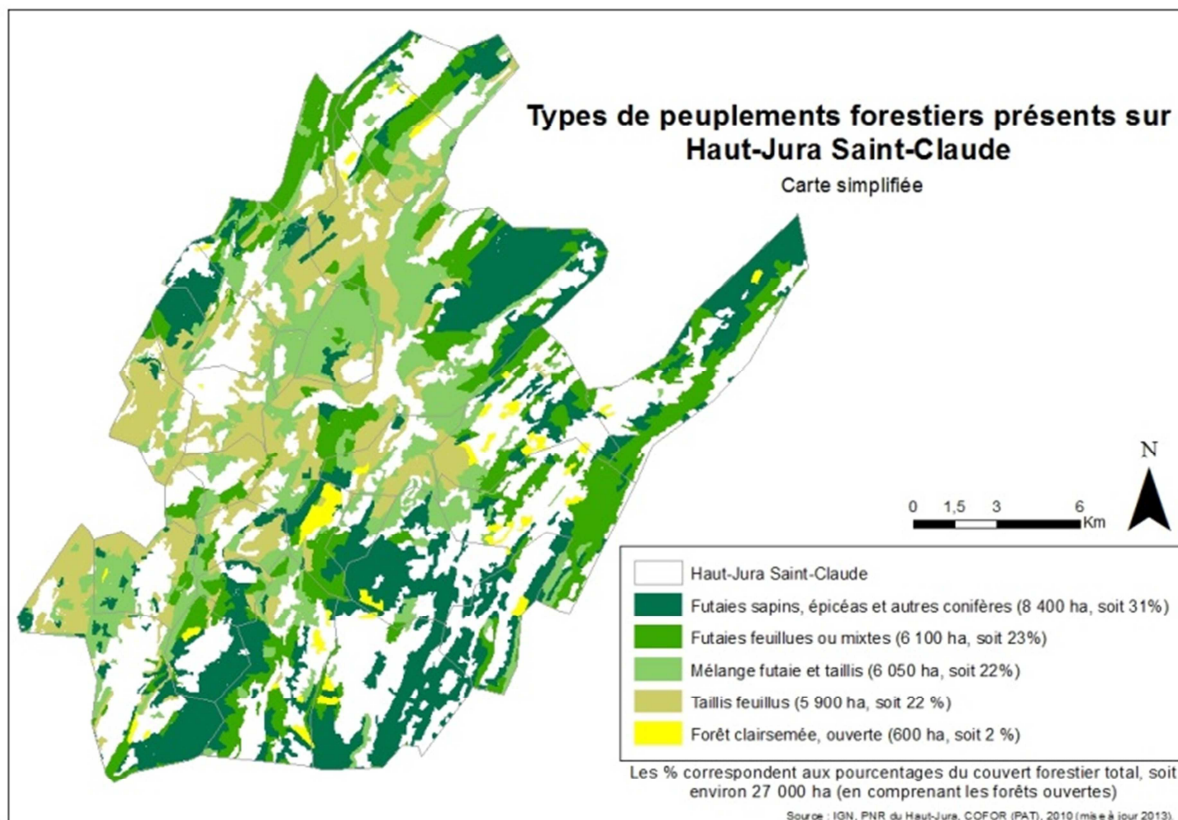 Types de peuplements forestiers présents sur
Haut-Jura Saint-Claude
Carte simplifiée
N
0 1,5 3 6
Km
Haut-Jura Saint-Claude
Futaies sapins, épicéas et autres conifères (8 400 ha, soit 31%)
Futaies feuillues ou mixtes (6 100 ha, soit 23%)
Mélange futaie et taillis (6 050 ha, soit 22%)
Taillis feuillus (5 900 ha, soit 22 %)
Forêt clairsemée, ouverte (600 ha, soit 2 %)
Les % correspondent aux pourcentages du couvert forestier total, soit
environ 27 000 ha (en comprenant les forêts ouvertes)
Source : IGN, PNR du Haut-Jura, COFOR (PAT), 2010 (mise à jour 2013).